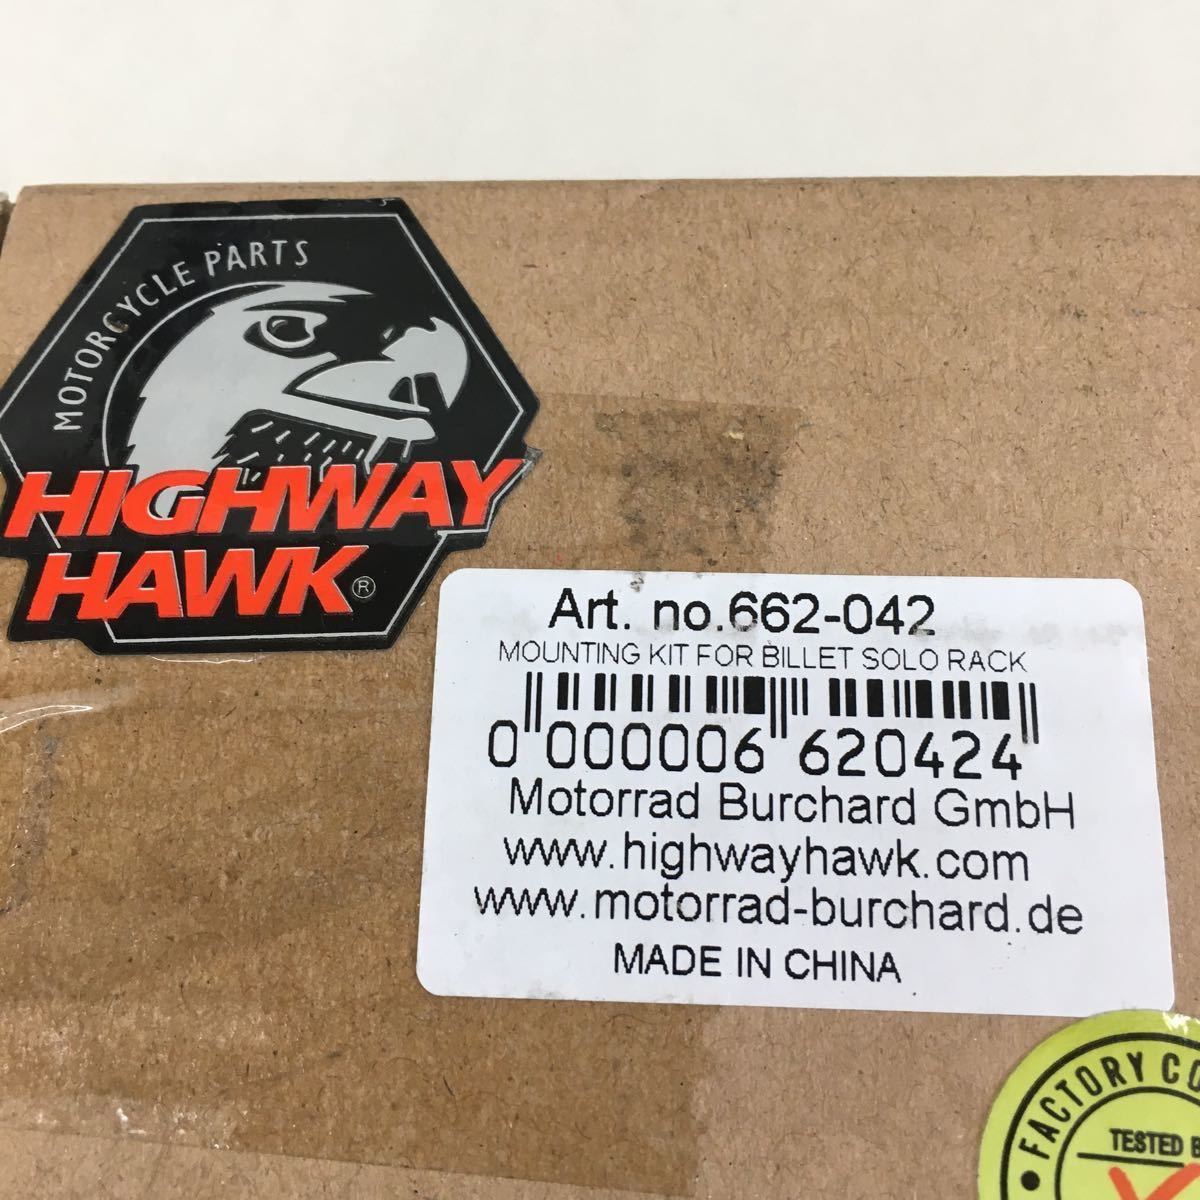 MOTORCYCLE PARTS
HIGHWAY
HAWK®
Art. no.662-042
MOUNTING KIT FOR BILLET SOLO RACK
0 000006 620424
Motorrad Burchard GmbH
www.highwayhawk.com
www.motorrad-burchard.de
MADE IN CHINA
FACTORY CO
TESTED B